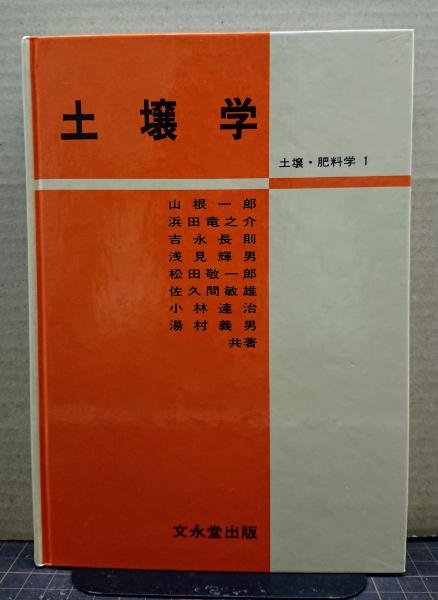 土壌学
土壌・肥料学 1
山根一郎
浜田竜之介
吉永長則
浅見輝男
松田敬一郎
佐久間敏雄
小林達治
湯村義男
共著
文永堂出版